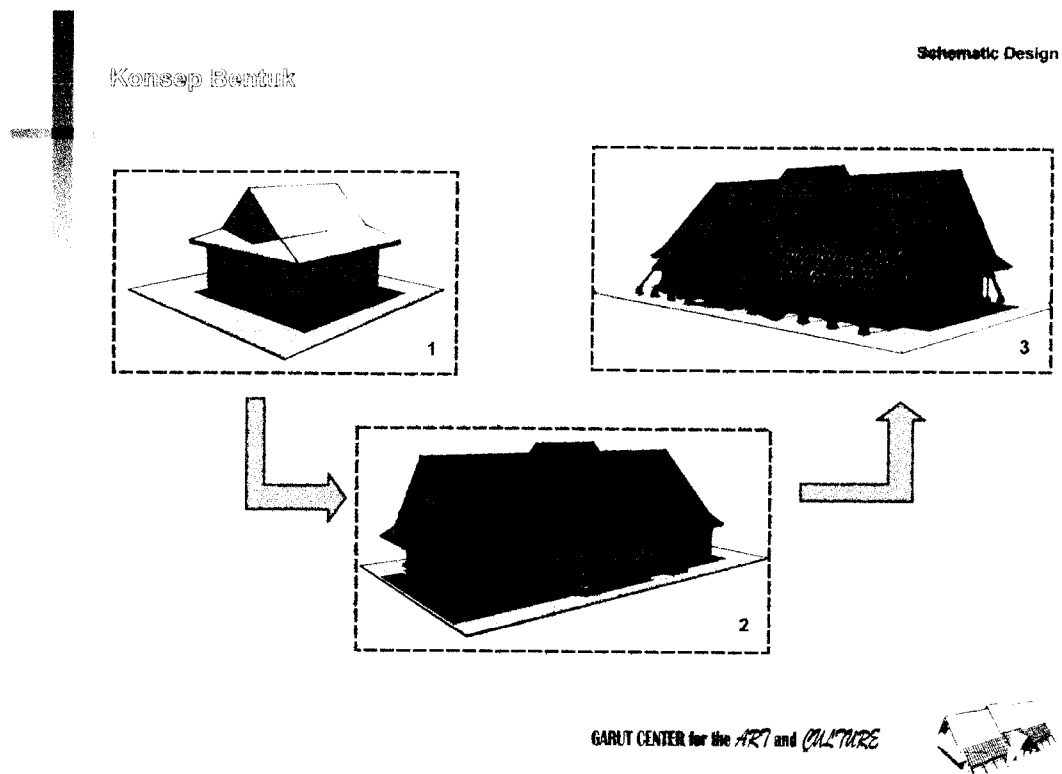 Schematic Design
Konsep Bentuk
1
3
2
GARUT CENTER for the ART and CULTURE